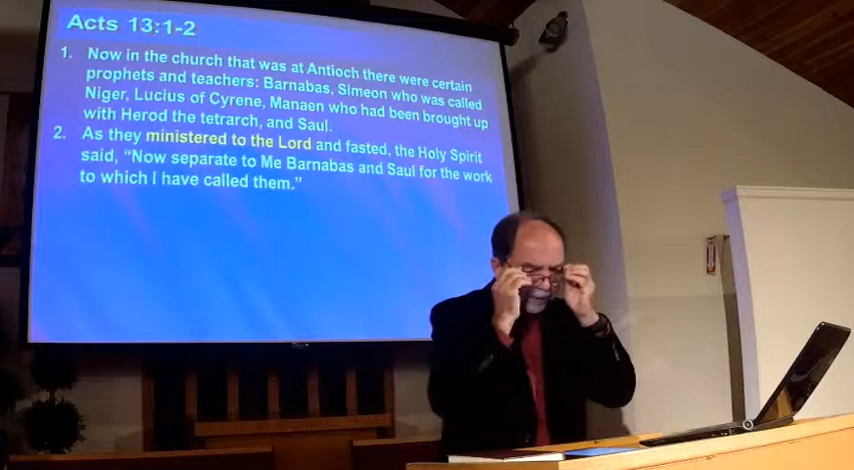 Acts 13:1-2
1. Now in the church that was at Antioch there were certain
prophets and teachers: Barnabas, Simeon who was called
Niger, Lucius of Cyrene, Manaen who had been brought up
with Herod the tetrarch, and Saul.
2. As they ministered to the Lord and fasted, the Holy Spirit
said, “Now separate to Me Barnabas and Saul for the work
to which I have called them.”